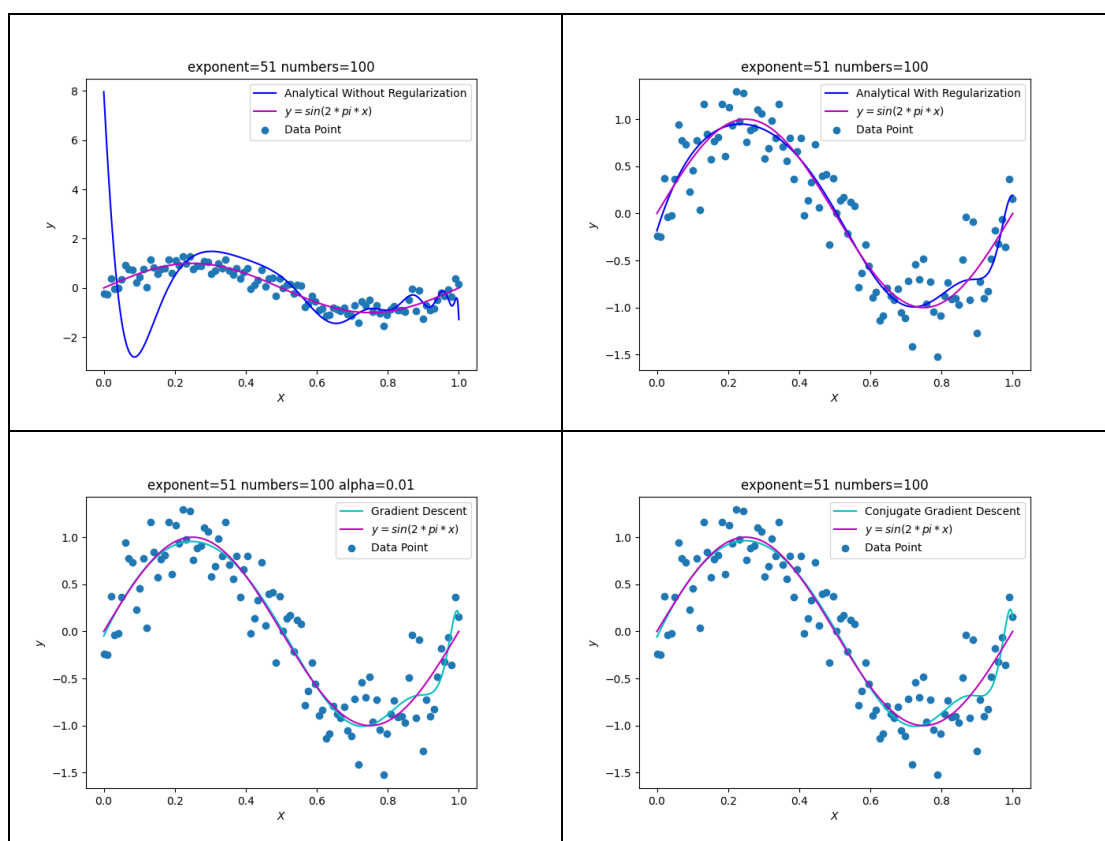 exponent=51 numbers=100
Analytical Without Regularization
y = sin(2 * pi * x)
Data Point
8
6
4
2
0
−2
y
0.0 0.2 0.4 0.6 0.8 1.0
X
exponent=51 numbers=100
Analytical With Regularization
y = sin(2 * pi * x)
Data Point
1.0
0.5
0.0
−0.5
−1.0
−1.5
y
0.0 0.2 0.4 0.6 0.8 1.0
X
exponent=51 numbers=100 alpha=0.01
Gradient Descent
y = sin(2 * pi * x)
Data Point
1.0
0.5
0.0
−0.5
−1.0
−1.5
y
0.0 0.2 0.4 0.6 0.8 1.0
X
exponent=51 numbers=100
Conjugate Gradient Descent
y = sin(2 * pi * x)
Data Point
1.0
0.5
0.0
−0.5
−1.0
−1.5
y
0.0 0.2 0.4 0.6 0.8 1.0
X